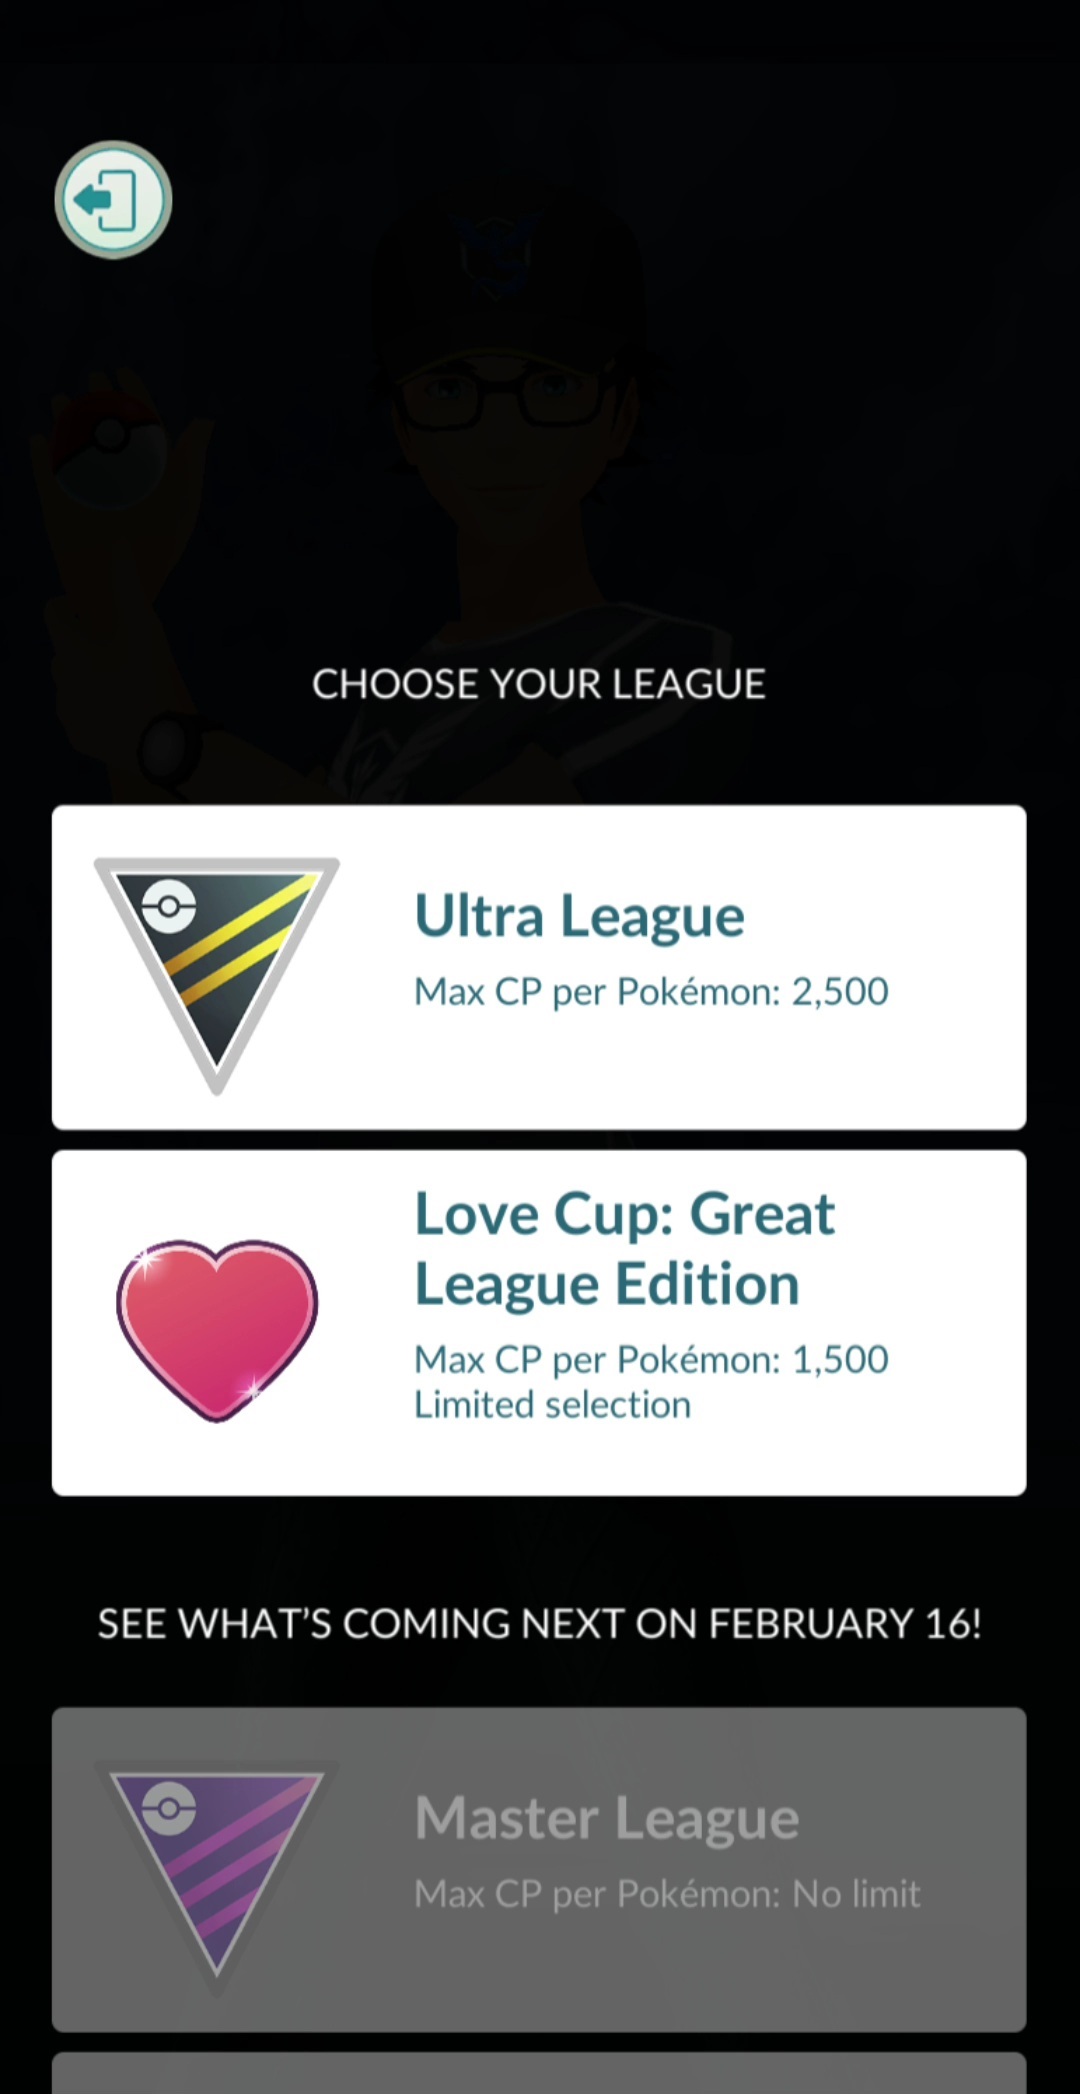 CHOOSE YOUR LEAGUE
Ultra League
Max CP per Pokémon: 2,500
Love Cup: Great
League Edition
Max CP per Pokémon: 1,500
Limited selection
SEE WHAT’S COMING NEXT ON FEBRUARY 16!
Master League
Max CP per Pokémon: No limit